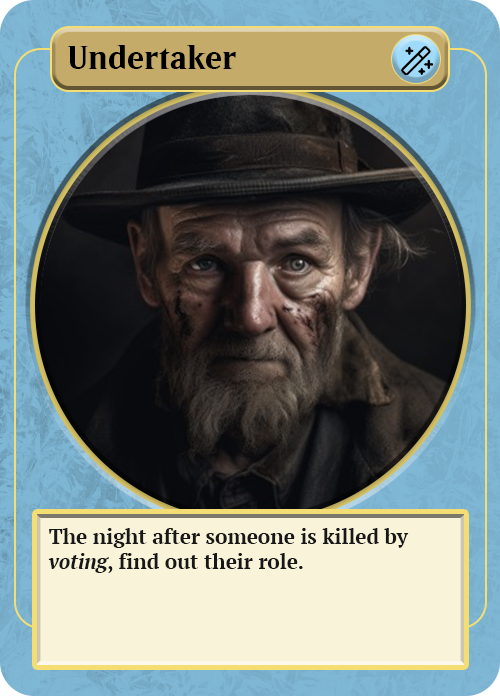 Undertaker
The night after someone is killed by
voting, find out their role.